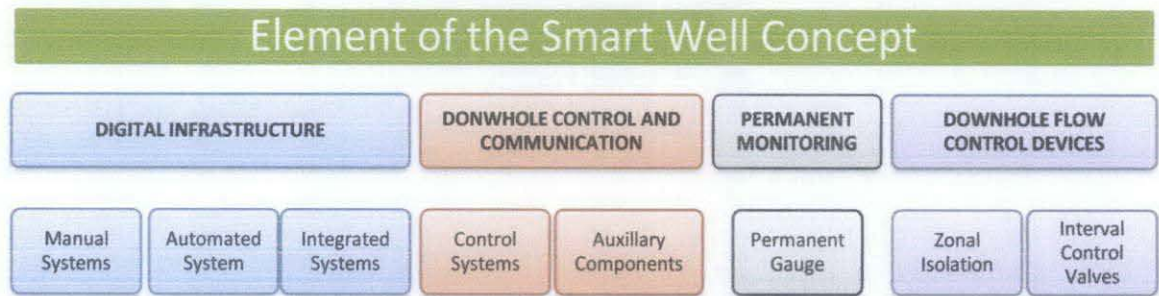 Element of the Smart Well Concept
DIGITAL INFRASTRUCTURE
DONWHOLE CONTROL AND
COMMUNICATION
PERMANENT
MONITORING
DOWNHOLE FLOW
CONTROL DEVICES
Manual
Systems
Automated
System
Integrated
Systems
Control
Systems
Auxillary
Components
Permanent
Gauge
Zonal
Isolation
Interval
Control
Valves